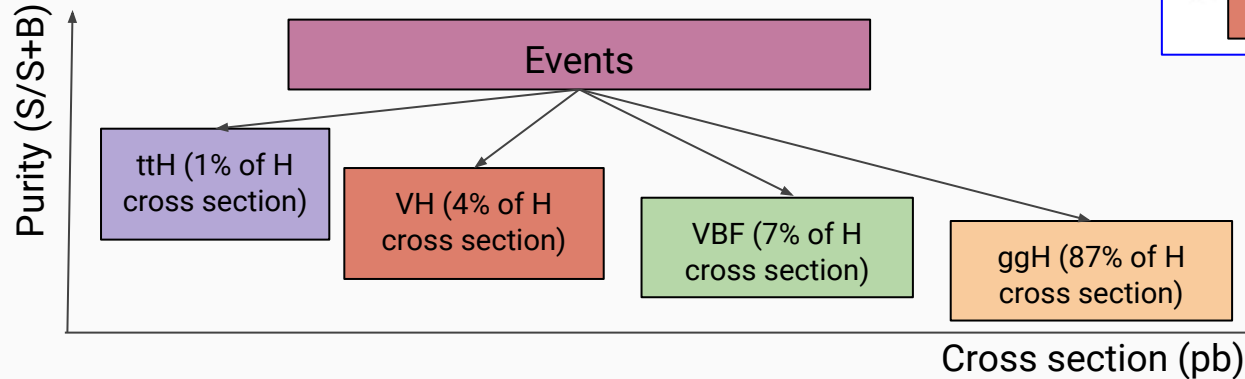 Purity (S/S+B)
Events
ttH (1% of H
cross section)
VH (4% of H
cross section)
VBF (7% of H
cross section)
ggH (87% of H
cross section)
Cross section (pb)